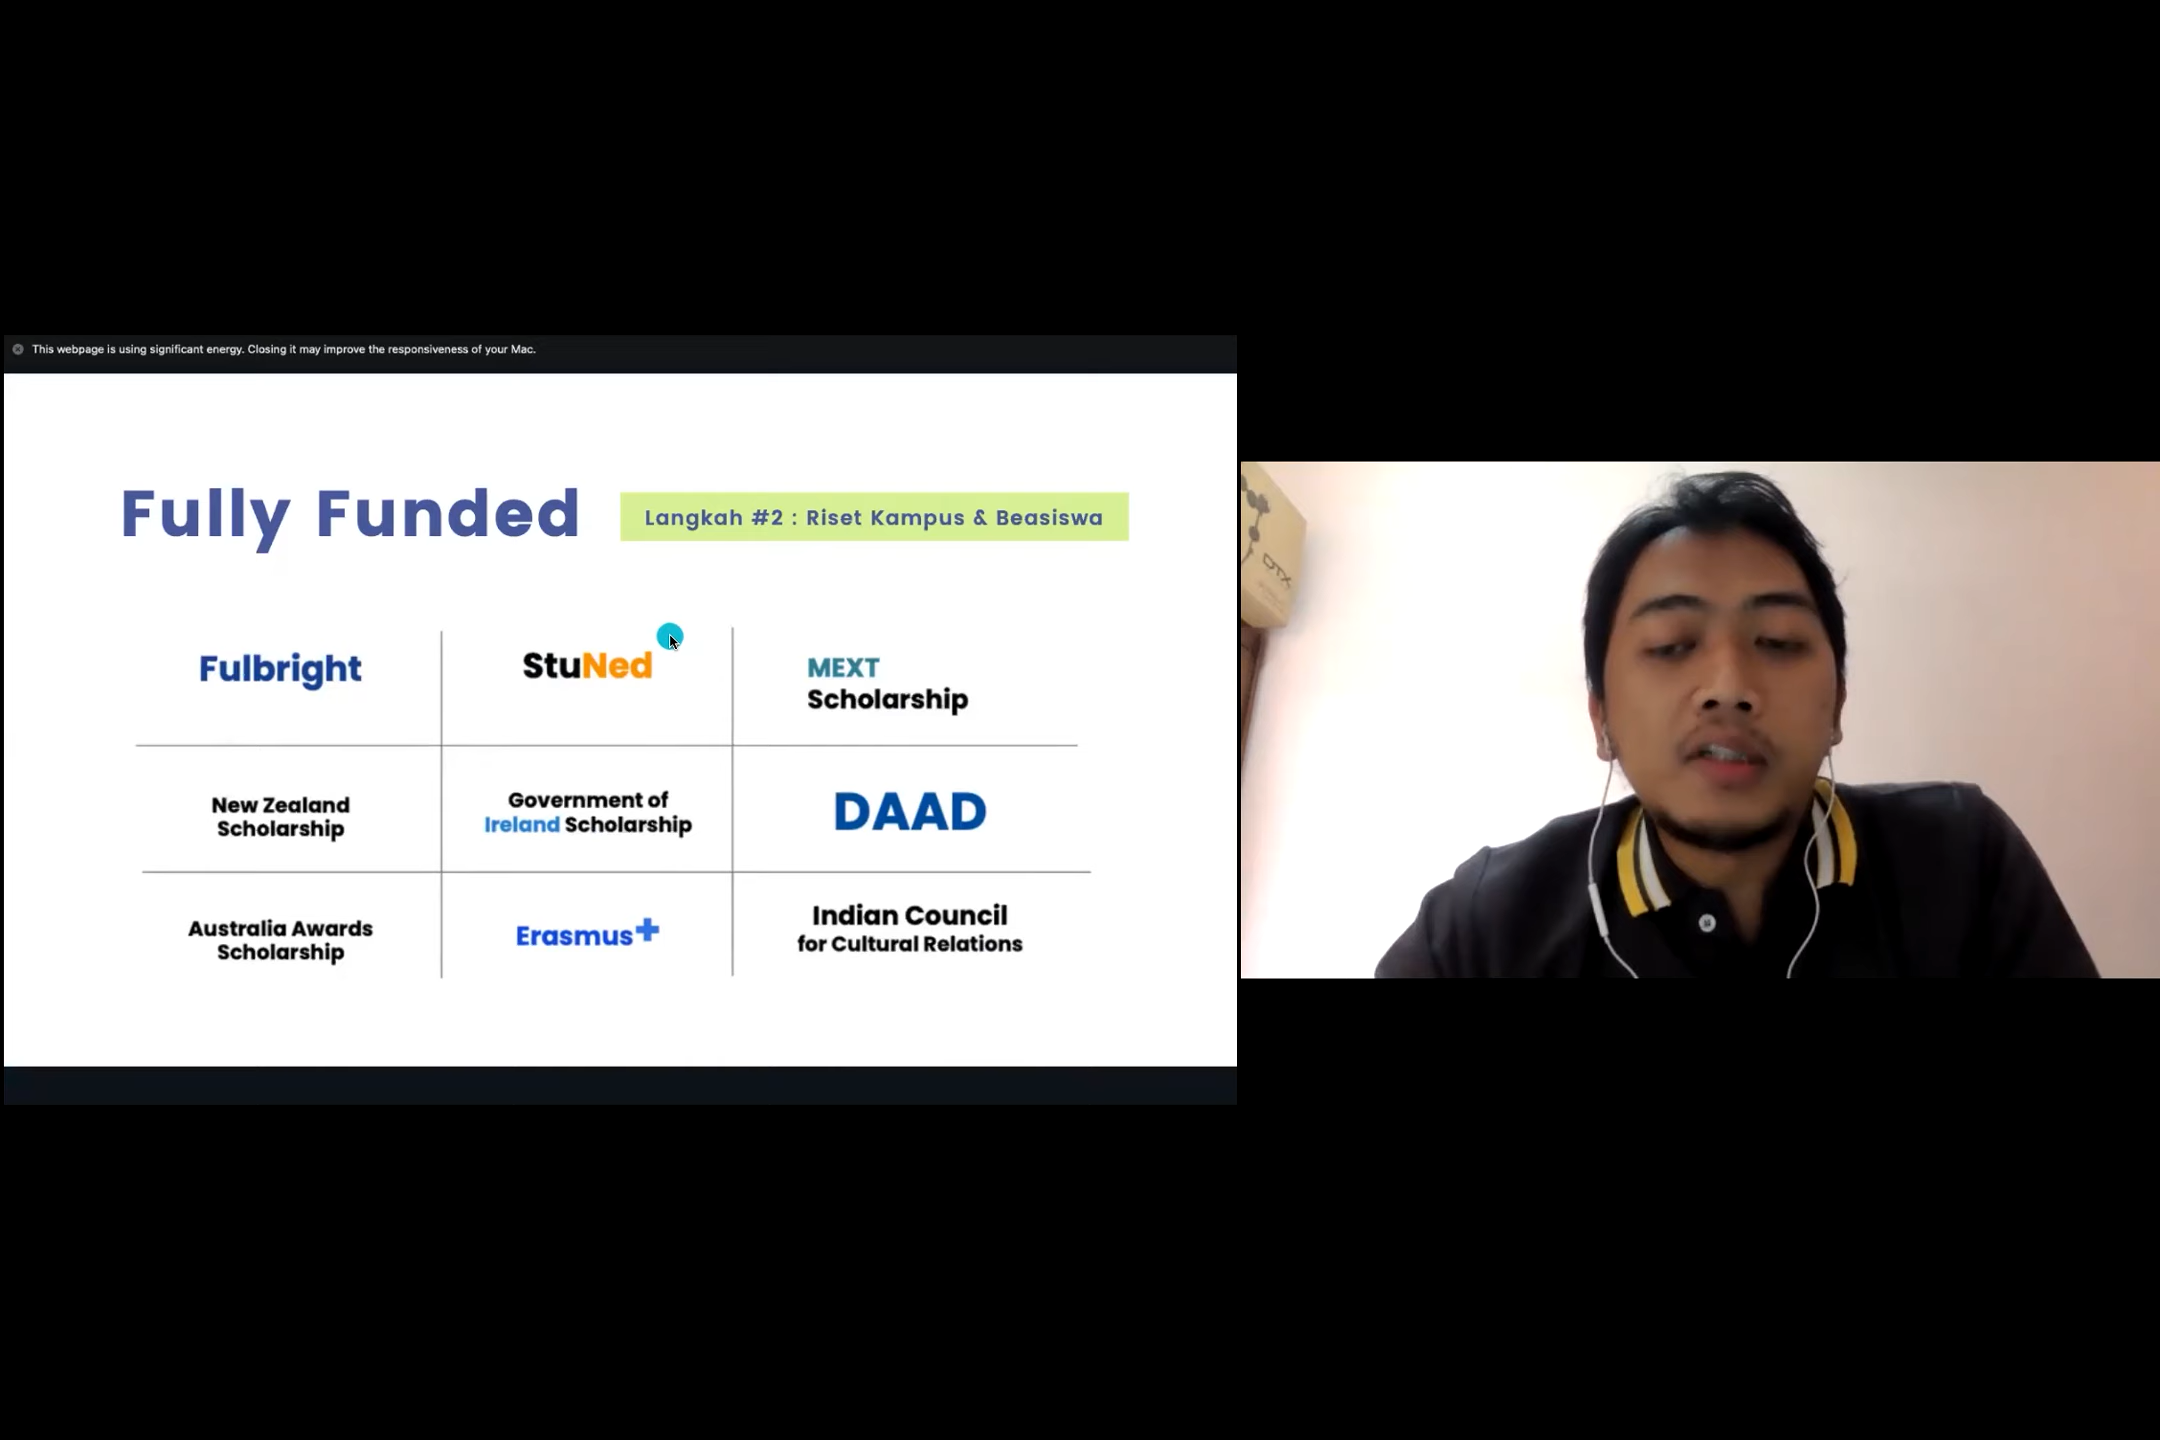 This webpage is using significant energy. Closing it may improve the responsiveness of your Mac.
Fully Funded
Langkah #2 : Riset Kampus & Beasiswa
Fulbright
StuNed
MEXT
Scholarship
New Zealand
Scholarship
Government of
Ireland Scholarship
DAAD
Australia Awards
Scholarship
Erasmus+
Indian Council
for Cultural Relations
DTX